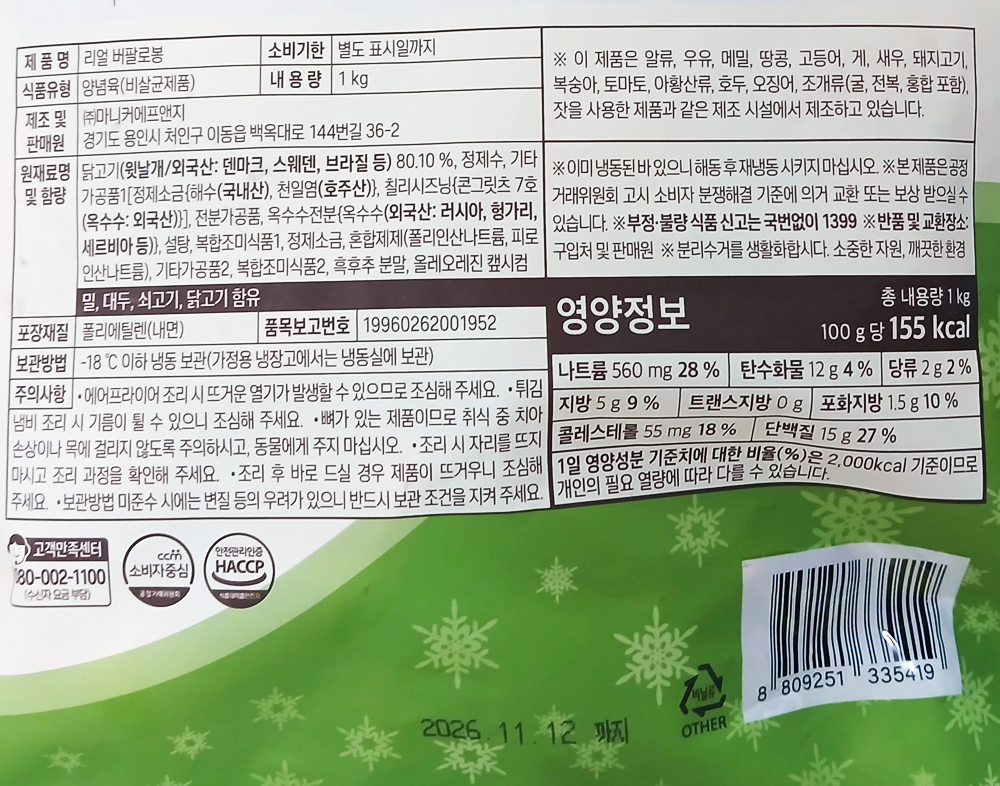 제 품 명 리얼 버팔로봉 소비기한 별도 표시일까지
식품유형 양념육(비살균제품) 내 용 량 1 kg
제조 및 판매원 ㈜마니커에프앤지
경기도 용인시 처인구 이동읍 백옥대로 144번길 36-2
원재료명 및 함량 닭고기(윗날개/외국산: 덴마크, 스웨덴, 브라질 등) 80.10 %, 정제수, 기타
가공품1[정제소금{해수(국내산), 천일염(호주산)}, 칠리시즈닝{콘그릿츠 7호
(옥수수: 외국산)}], 전분가공품, 옥수수전분{옥수수(외국산: 러시아, 헝가리,
세르비아 등)}, 설탕, 복합조미식품1, 정제소금, 혼합제제(폴리인산나트륨, 피로
인산나트륨), 기타가공품2, 복합조미식품2, 흑후추 분말, 올레오레진 캪시컴
밀, 대두, 쇠고기, 닭고기 함유
포장재질 폴리에틸렌(내면) 품목보고번호 19960262001952
보관방법 -18 ℃ 이하 냉동 보관(가정용 냉장고에서는 냉동실에 보관)
주의사항 •에어프라이어 조리 시 뜨거운 열기가 발생할 수 있으므로 조심해 주세요. •튀김
냄비 조리 시 기름이 튈 수 있으니 조심해 주세요. •뼈가 있는 제품이므로 취식 중 치아
손상이나 목에 걸리지 않도록 주의하시고, 동물에게 주지 마십시오. •조리 시 자리를 뜨지
마시고 조리 과정을 확인해 주세요. •조리 후 바로 드실 경우 제품이 뜨거우니 조심해
주세요. •보관방법 미준수 시에는 변질 등의 우려가 있으니 반드시 보관 조건을 지켜 주세요.
※ 이 제품은 알류, 우유, 메밀, 땅콩, 고등어, 게, 새우, 돼지고기,
복숭아, 토마토, 아황산류, 호두, 오징어, 조개류(굴, 전복, 홍합 포함),
잣을 사용한 제품과 같은 제조 시설에서 제조하고 있습니다.
※이미 냉동된 바 있으니 해동 후 재냉동 시키지 마십시오. ※본 제품은 공정
거래위원회 고시 소비자 분쟁해결 기준에 의거 교환 또는 보상 받으실 수
있습니다. ※부정·불량 식품 신고는 국번없이 1399 ※반품 및 교환장소:
구입처 및 판매원 ※ 분리수거를 생활화합시다. 소중한 자원, 깨끗한 환경
영양정보
총 내용량 1 kg
100 g 당 155 kcal
나트륨 560 mg 28 % 탄수화물 12 g 4 % 당류 2 g 2 %
지방 5 g 9 % 트랜스지방 0 g 포화지방 1.5 g 10 %
콜레스테롤 55 mg 18 % 단백질 15 g 27 %
1일 영양성분 기준치에 대한 비율(%)은 2,000kcal 기준이므로
개인의 필요 열량에 따라 다를 수 있습니다.
고객만족센터
080-002-1100
(수신자 요금 부담)
ccm
소비자중심
공정거래위원회
안전관리인증
HACCP
비닐류
OTHER
8 809251 335419
2026.11.12 까지